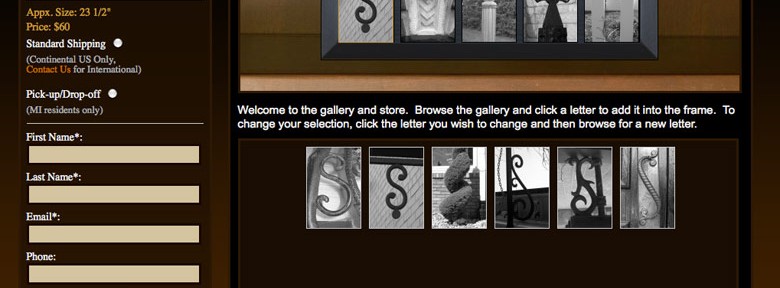 Appx. Size: 23 1/2"
Price: $60
Standard Shipping
(Continental US Only,
Contact Us for International)
Pick-up/Drop-off
(MI residents only)
First Name*:
Last Name*:
Email*:
Phone:
Welcome to the gallery and store. Browse the gallery and click a letter to add it into the frame. To
change your selection, click the letter you wish to change and then browse for a new letter.